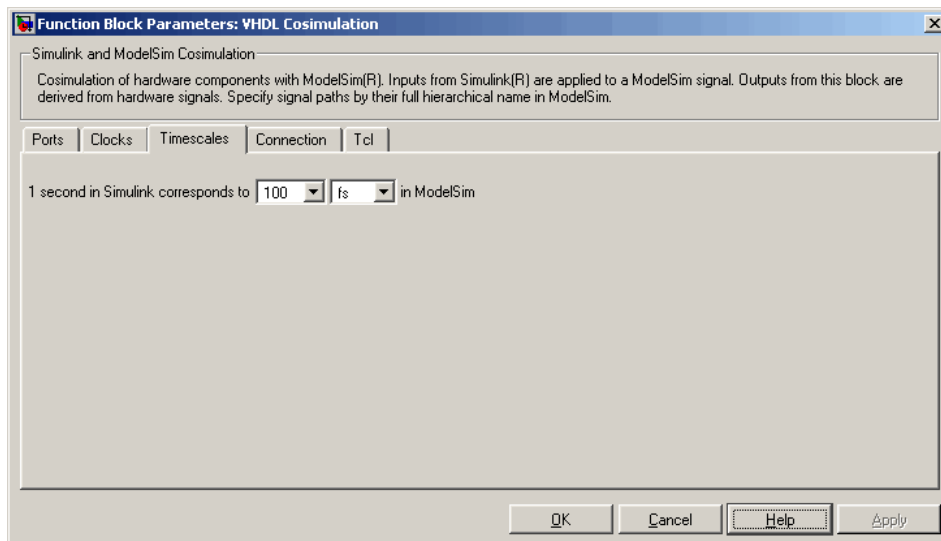 Function Block Parameters: VHDL Cosimulation
Simulink and ModelSim Cosimulation
Cosimulation of hardware components with ModelSim(R). Inputs from Simulink(R) are applied to a ModelSim signal. Outputs from this block are
derived from hardware signals. Specify signal paths by their full hierarchical name in ModelSim.
Ports Clocks Timescales Connection Tcl
1 second in Simulink corresponds to 100 fs in ModelSim
OK Cancel Help Apply